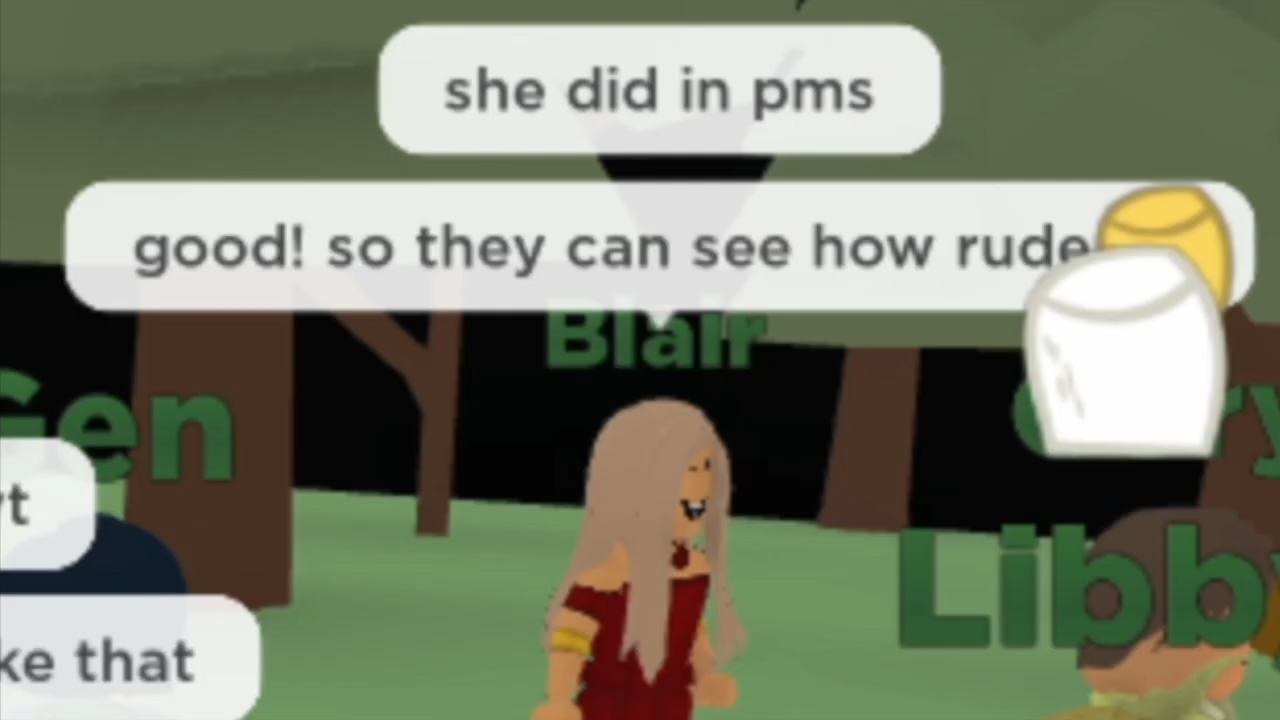 she did in pms
good! so they can see how rude
Blair
Gen
ke that
Libb